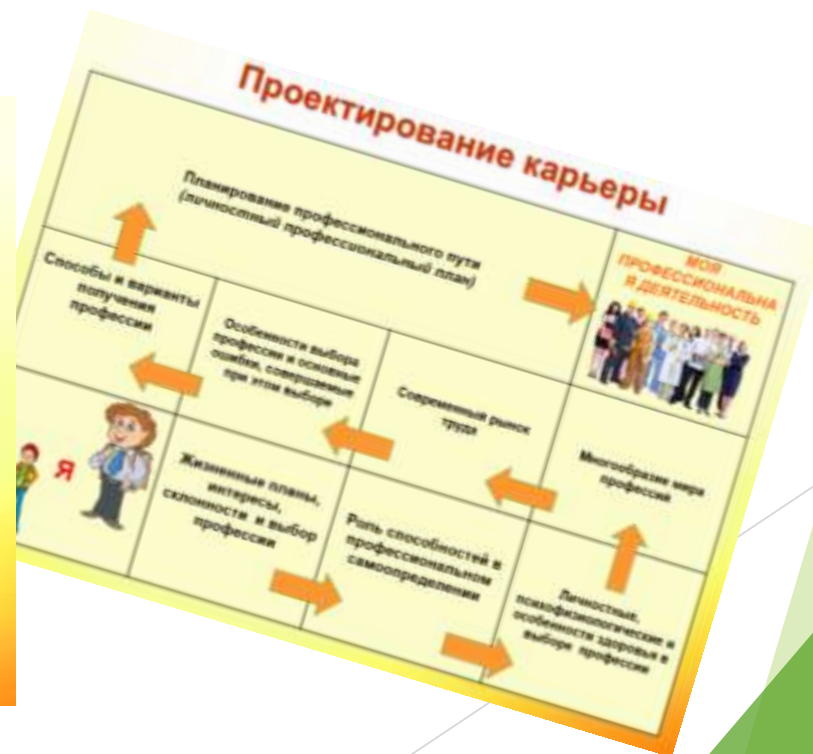 Проектирование карьеры
Планирование профессионального пути
(личностный профессиональный план)
МОЯ
ПРОФЕССИОНАЛЬНА
Я ДЕЯТЕЛЬНОСТЬ
Способы и варианты
получения
профессии
Особенности выбора
профессии и основные
ошибки, совершаемые
при этом выборе
Современный рынок
труда
Многообразие мира
профессий
Я
Жизненные планы,
интересы,
склонности и выбор
профессии
Роль способностей в
профессиональном
самоопределении
Личностные,
психофизиологические и
особенности здоровья в
выборе профессии